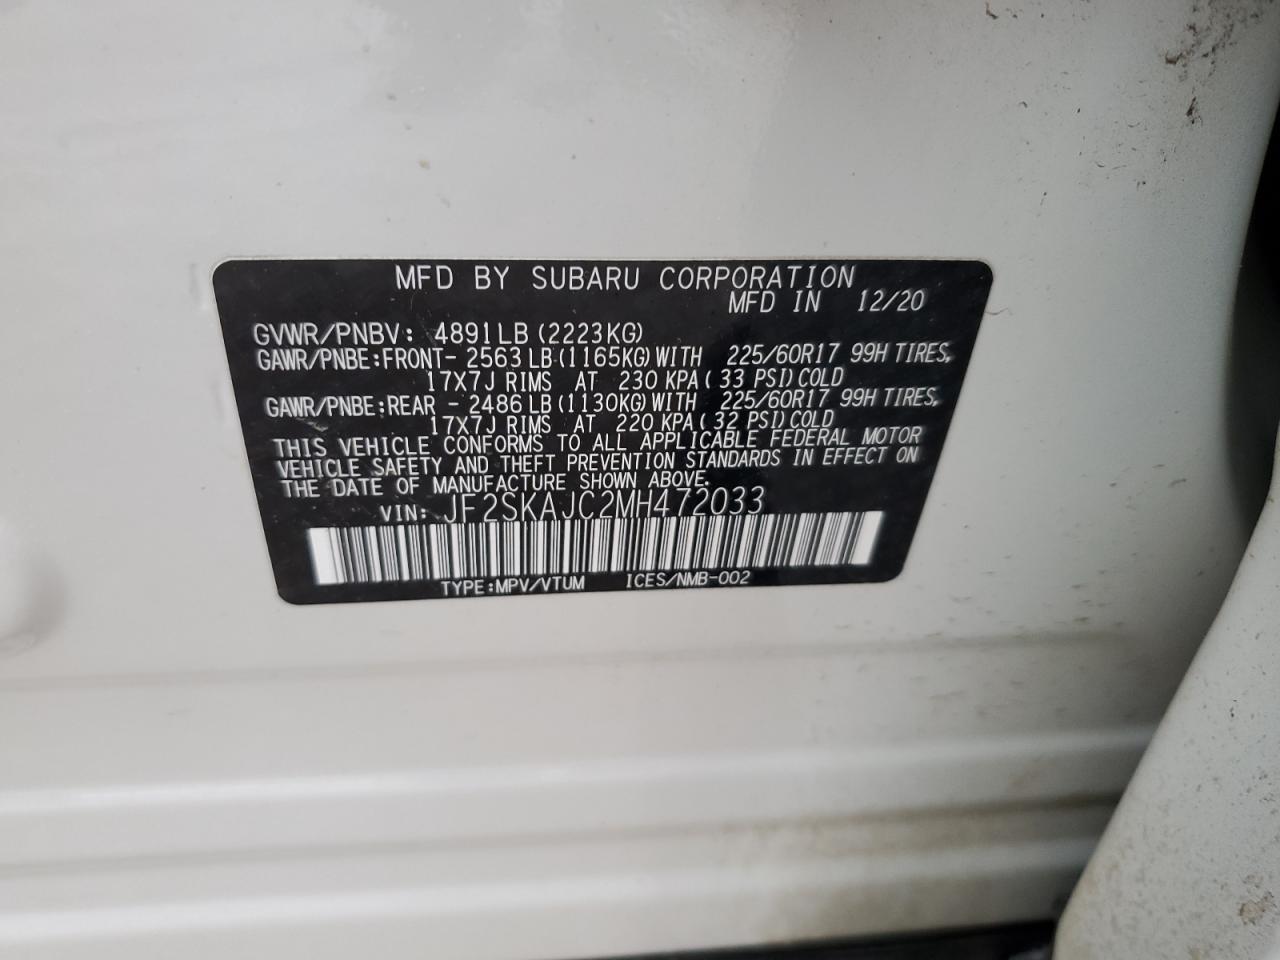 MFD BY SUBARU CORPORATION
MFD IN 12/20
GVWR/PNBV: 4891LB (2223KG)
GAWR/PNBE:FRONT- 2563 LB (1165KG) WITH 225/60R17 99H TIRES,
17X7J RIMS AT 230 KPA ( 33 PSI) COLD
GAWR/PNBE:REAR - 2486 LB (1130KG) WITH 225/60R17 99H TIRES,
17X7J RIMS AT 220 KPA ( 32 PSI) COLD
THIS VEHICLE CONFORMS TO ALL APPLICABLE FEDERAL MOTOR
VEHICLE SAFETY AND THEFT PREVENTION STANDARDS IN EFFECT ON
THE DATE OF MANUFACTURE SHOWN ABOVE.
VIN: JF2SKAJC2MH472033
TYPE:MPV/VTUM ICES/NMB-002